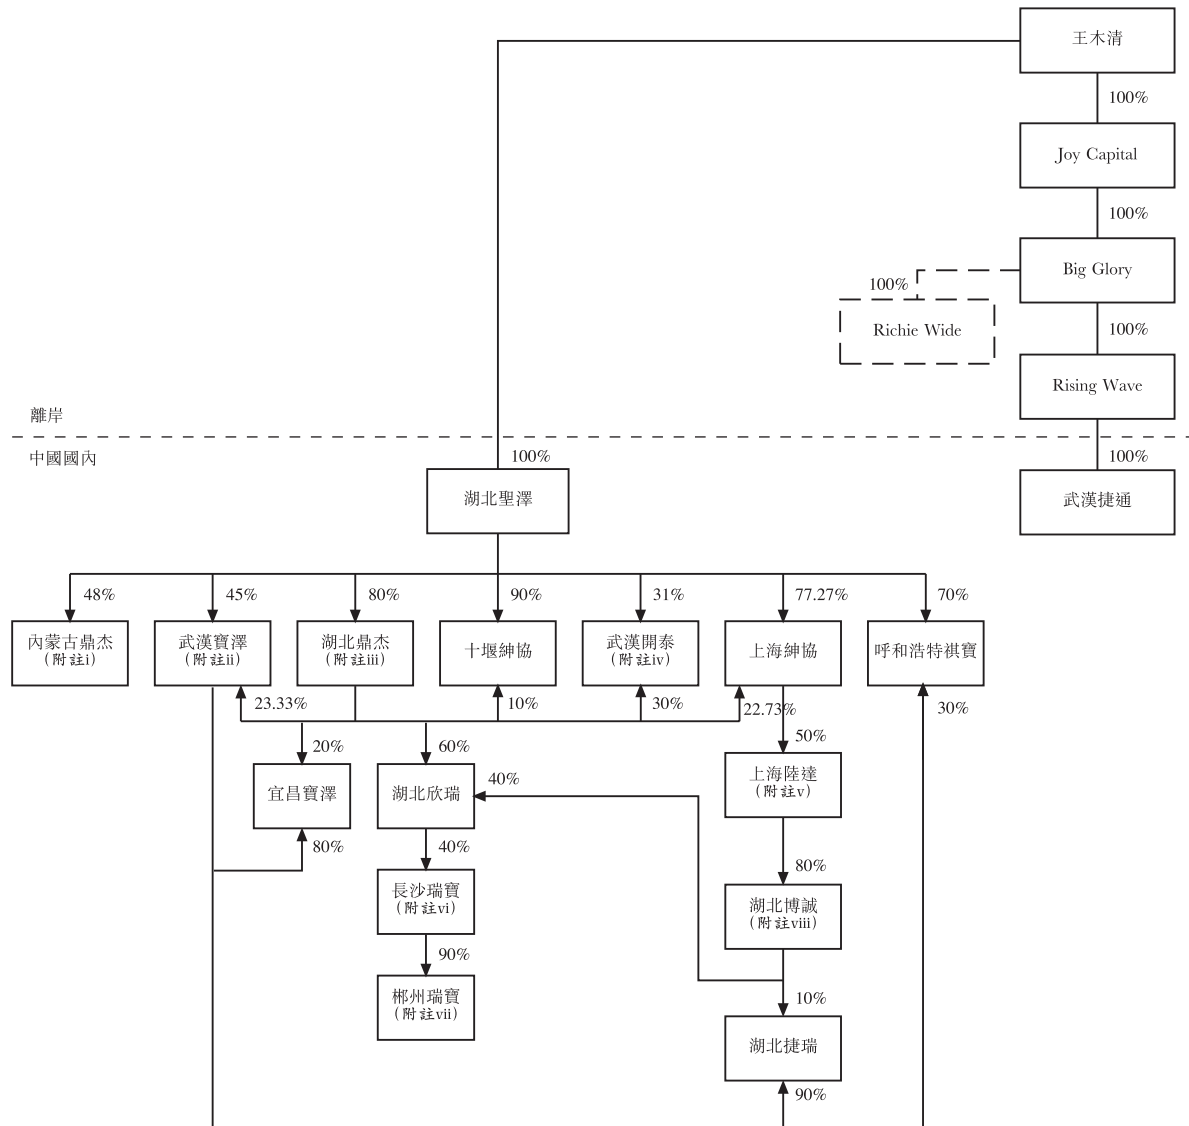 王木清
100%
Joy Capital
100%
Big Glory
100%
Richie Wide
100%
Rising Wave
離岸
中國國內
100%
100%
湖北聖澤
武漢捷通
48%
45%
80%
90%
31%
77.27%
70%
內蒙古鼎杰
(附註i)
武漢寶澤
(附註ii)
湖北鼎杰
(附註iii)
十堰紳協
武漢開泰
(附註iv)
上海紳協
呼和浩特祺寶
23.33%
10%
30%
22.73%
30%
20%
60%
50%
宜昌寶澤
湖北欣瑞
40%
上海陸達
(附註v)
80%
40%
80%
長沙瑞寶
(附註vi)
湖北博誠
(附註viii)
90%
郴州瑞寶
(附註vii)
10%
湖北捷瑞
90%